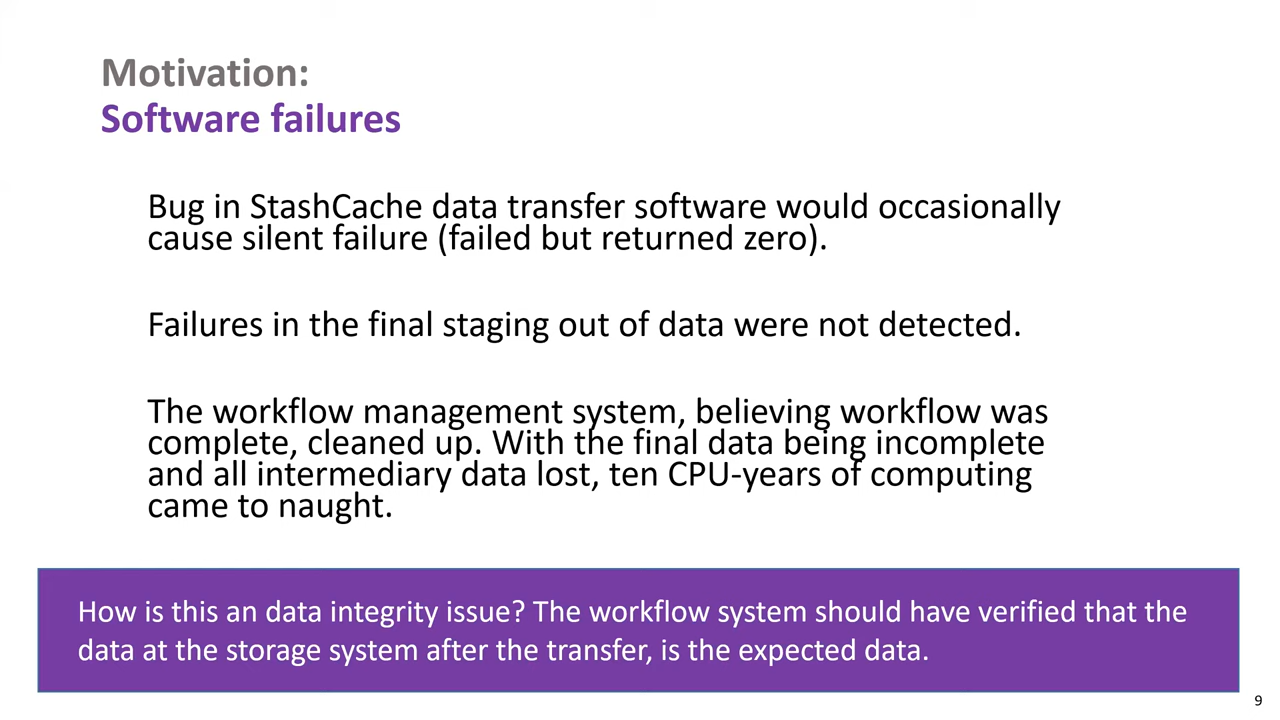 Motivation:
Software failures
Bug in StashCache data transfer software would occasionally
cause silent failure (failed but returned zero).
Failures in the final staging out of data were not detected.
The workflow management system, believing workflow was
complete, cleaned up. With the final data being incomplete
and all intermediary data lost, ten CPU-years of computing
came to naught.
How is this an data integrity issue? The workflow system should have verified that the
data at the storage system after the transfer, is the expected data.
9